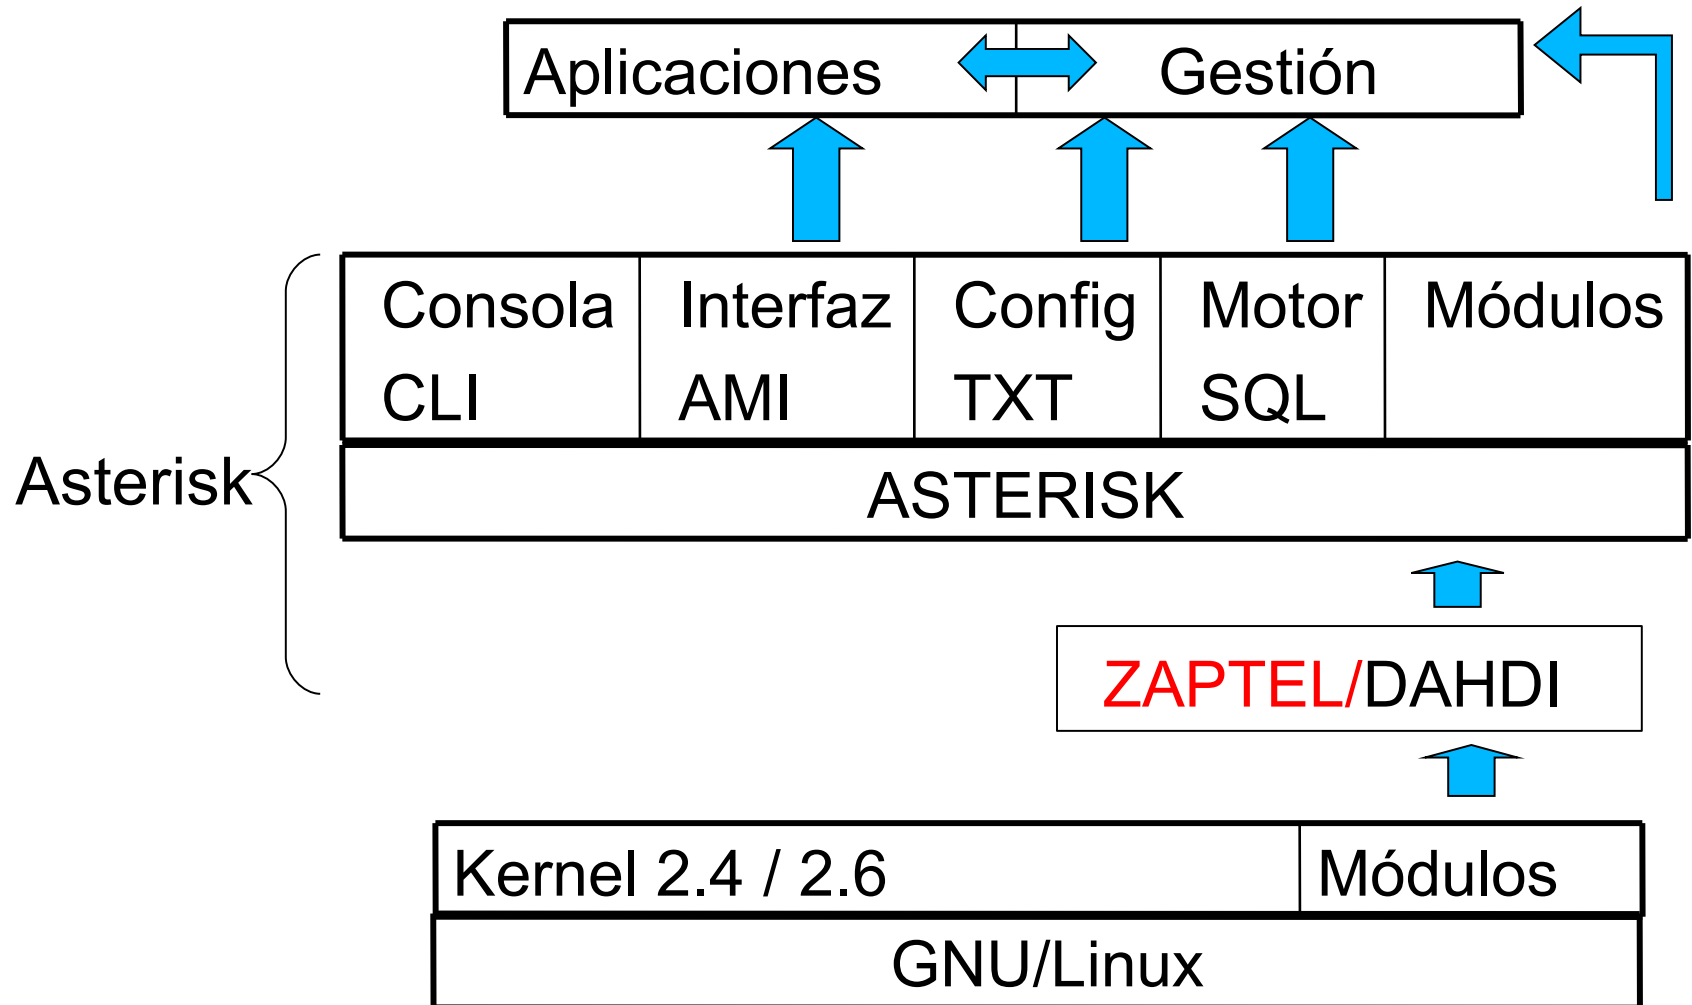 Aplicaciones Gestión
Consola Interfaz Config Motor Módulos
CLI AMI TXT SQL
Asterisk
ASTERISK
ZAPTEL/DAHDI
Kernel 2.4 / 2.6 Módulos
GNU/Linux